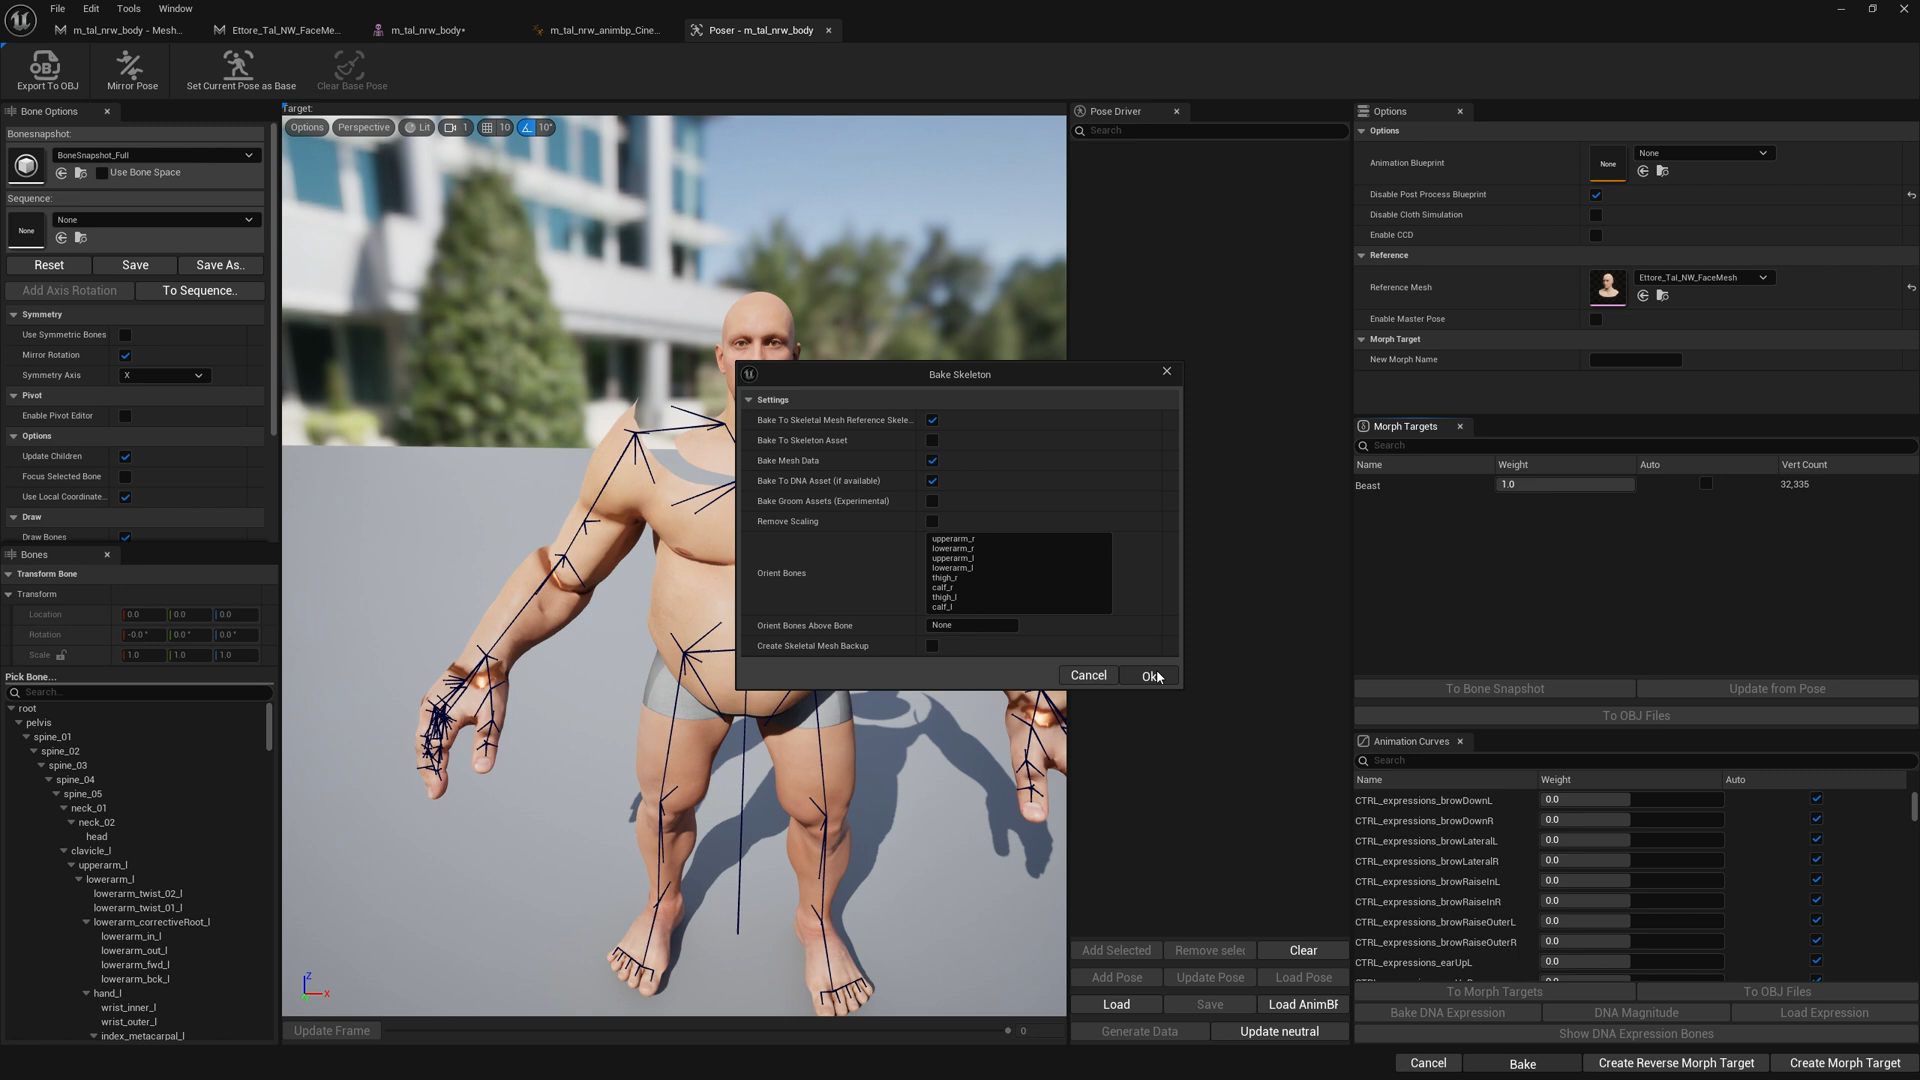 File Edit Tools Window
m_tal_nrw_body - Mesh...
Ettore_Tal_NW_FaceMe...
m_tal_nrw_body*
m_tal_nrw_animbp_Cine...
Poser - m_tal_nrw_body
Export To OBJ
Mirror Pose
Set Current Pose as Base
Clear Base Pose
Bone Options
Bonesnapshot:
BoneSnapshot_Full
Use Bone Space
Sequence:
None
None
Reset Save Save As..
Add Axis Rotation To Sequence..
Symmetry
Use Symmetric Bones
Mirror Rotation
Symmetry Axis X
Pivot
Enable Pivot Editor
Options
Update Children
Focus Selected Bone
Use Local Coordinate...
Draw
Draw Bones
Bones
Transform Bone
Transform
Location 0.0 0.0 0.0
Rotation -0.0 ° 0.0 ° 0.0 °
Scale 1.0 1.0 1.0
Pick Bone...
Search...
root
pelvis
spine_01
spine_02
spine_03
spine_04
spine_05
neck_01
neck_02
head
clavicle_l
upperarm_l
lowerarm_l
lowerarm_twist_02_l
lowerarm_twist_01_l
lowerarm_correctiveRoot_l
lowerarm_in_l
lowerarm_out_l
lowerarm_fwd_l
lowerarm_bck_l
hand_l
wrist_inner_l
wrist_outer_l
index_metacarpal_l
Target:
Options Perspective Lit 1 10 10°
Z
X
Update Frame 0
Bake Skeleton
Settings
Bake To Skeletal Mesh Reference Skele...
Bake To Skeleton Asset
Bake Mesh Data
Bake To DNA Asset (if available)
Bake Groom Assets (Experimental)
Remove Scaling
Orient Bones
upperarm_r
lowerarm_r
upperarm_l
lowerarm_l
thigh_r
calf_r
thigh_l
calf_l
Orient Bones Above Bone None
Create Skeletal Mesh Backup
Cancel Ok
Pose Driver
Search
Add Selected Remove selec Clear
Add Pose Update Pose Load Pose
Load Save Load AnimBF
Generate Data Update neutral
Options
Options
Animation Blueprint None None
Disable Post Process Blueprint
Disable Cloth Simulation
Enable CCD
Reference
Reference Mesh Ettore_Tal_NW_FaceMesh
Enable Master Pose
Morph Target
New Morph Name
Morph Targets
Search
Name Weight Auto Vert Count
Beast 1.0 32,335
To Bone Snapshot Update from Pose
To OBJ Files
Animation Curves
Search
Name Weight Auto
CTRL_expressions_browDownL 0.0
CTRL_expressions_browDownR 0.0
CTRL_expressions_browLateralL 0.0
CTRL_expressions_browLateralR 0.0
CTRL_expressions_browRaiseInL 0.0
CTRL_expressions_browRaiseInR 0.0
CTRL_expressions_browRaiseOuterL 0.0
CTRL_expressions_browRaiseOuterR 0.0
CTRL_expressions_earUpL 0.0
0.0
To Morph Targets To OBJ Files
Bake DNA Expression DNA Magnitude Load Expression
Show DNA Expression Bones
Cancel Bake Create Reverse Morph Target Create Morph Target